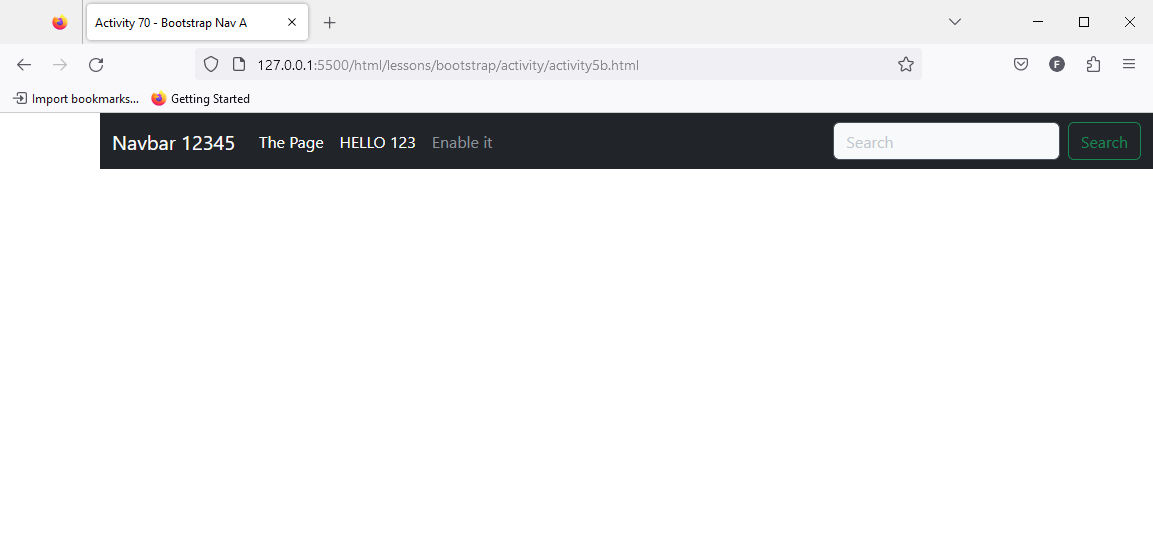 Activity 70 - Bootstrap Nav A
127.0.0.1:5500/html/lessons/bootstrap/activity/activity5b.html
F
Import bookmarks... Getting Started
Navbar 12345 The Page HELLO 123 Enable it Search Search